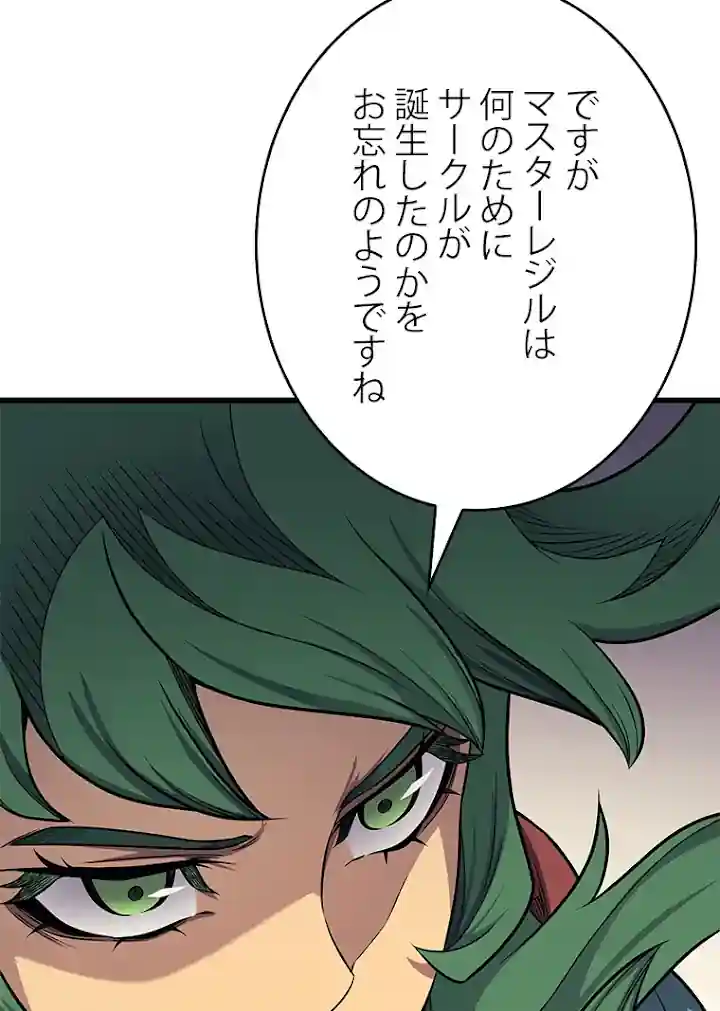 ですが
マスターレジルは
何のために
サークルが
誕生したのかを
お忘れのようですね